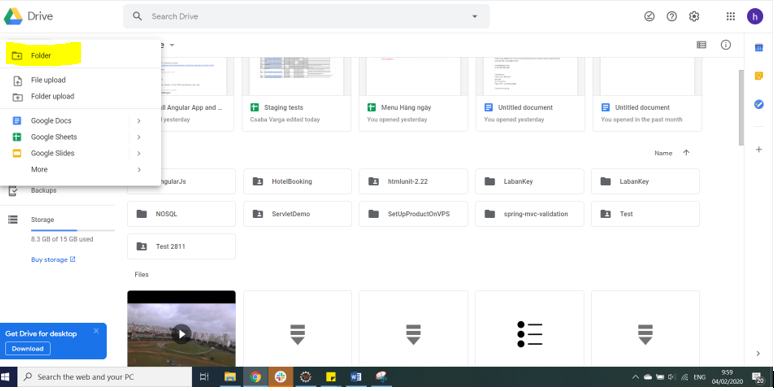 Drive
Search Drive
h
Folder
File upload
Folder upload
Google Docs
Google Sheets
Google Slides
More
Backups
Storage
8.3 GB of 15 GB used
Buy storage
Get Drive for desktop
Download
all Angular App and ...
yesterday
Staging tests
Csaba Varga edited today
Menu Hàng ngày
You opened yesterday
Untitled document
You opened yesterday
Untitled document
You opened in the past month
Name
ngularJs
HotelBooking
htmlunit-2.22
LabanKey
LabanKey
NOSQL
ServletDemo
SetUpProductOnVPS
spring-mvc-validation
Test
Test 2811
Files
Search the web and your PC
ENG
9:59
04/02/2020
20